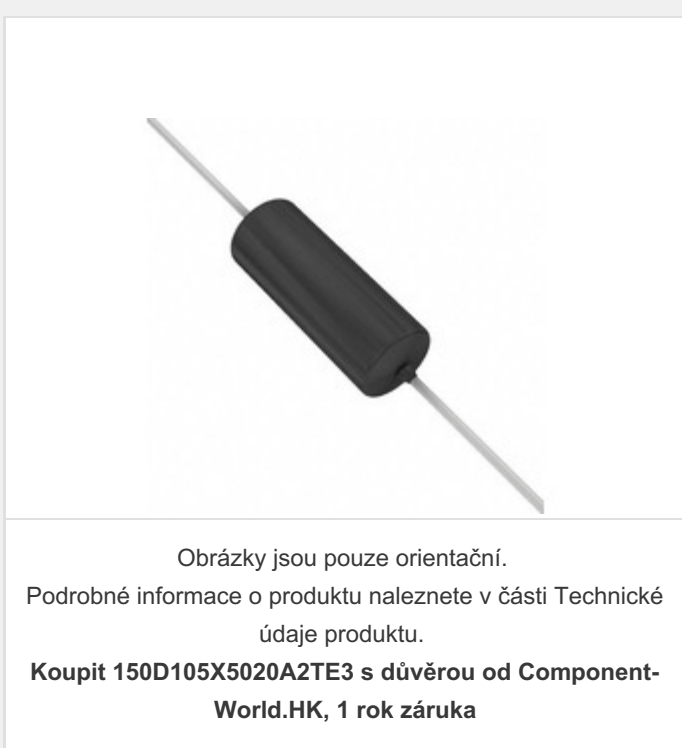 Obrázky jsou pouze orientační.
Podrobné informace o produktu naleznete v části Technické
údaje produktu.
Koupit 150D105X5020A2TE3 s důvěrou od Component-
World.HK, 1 rok záruka